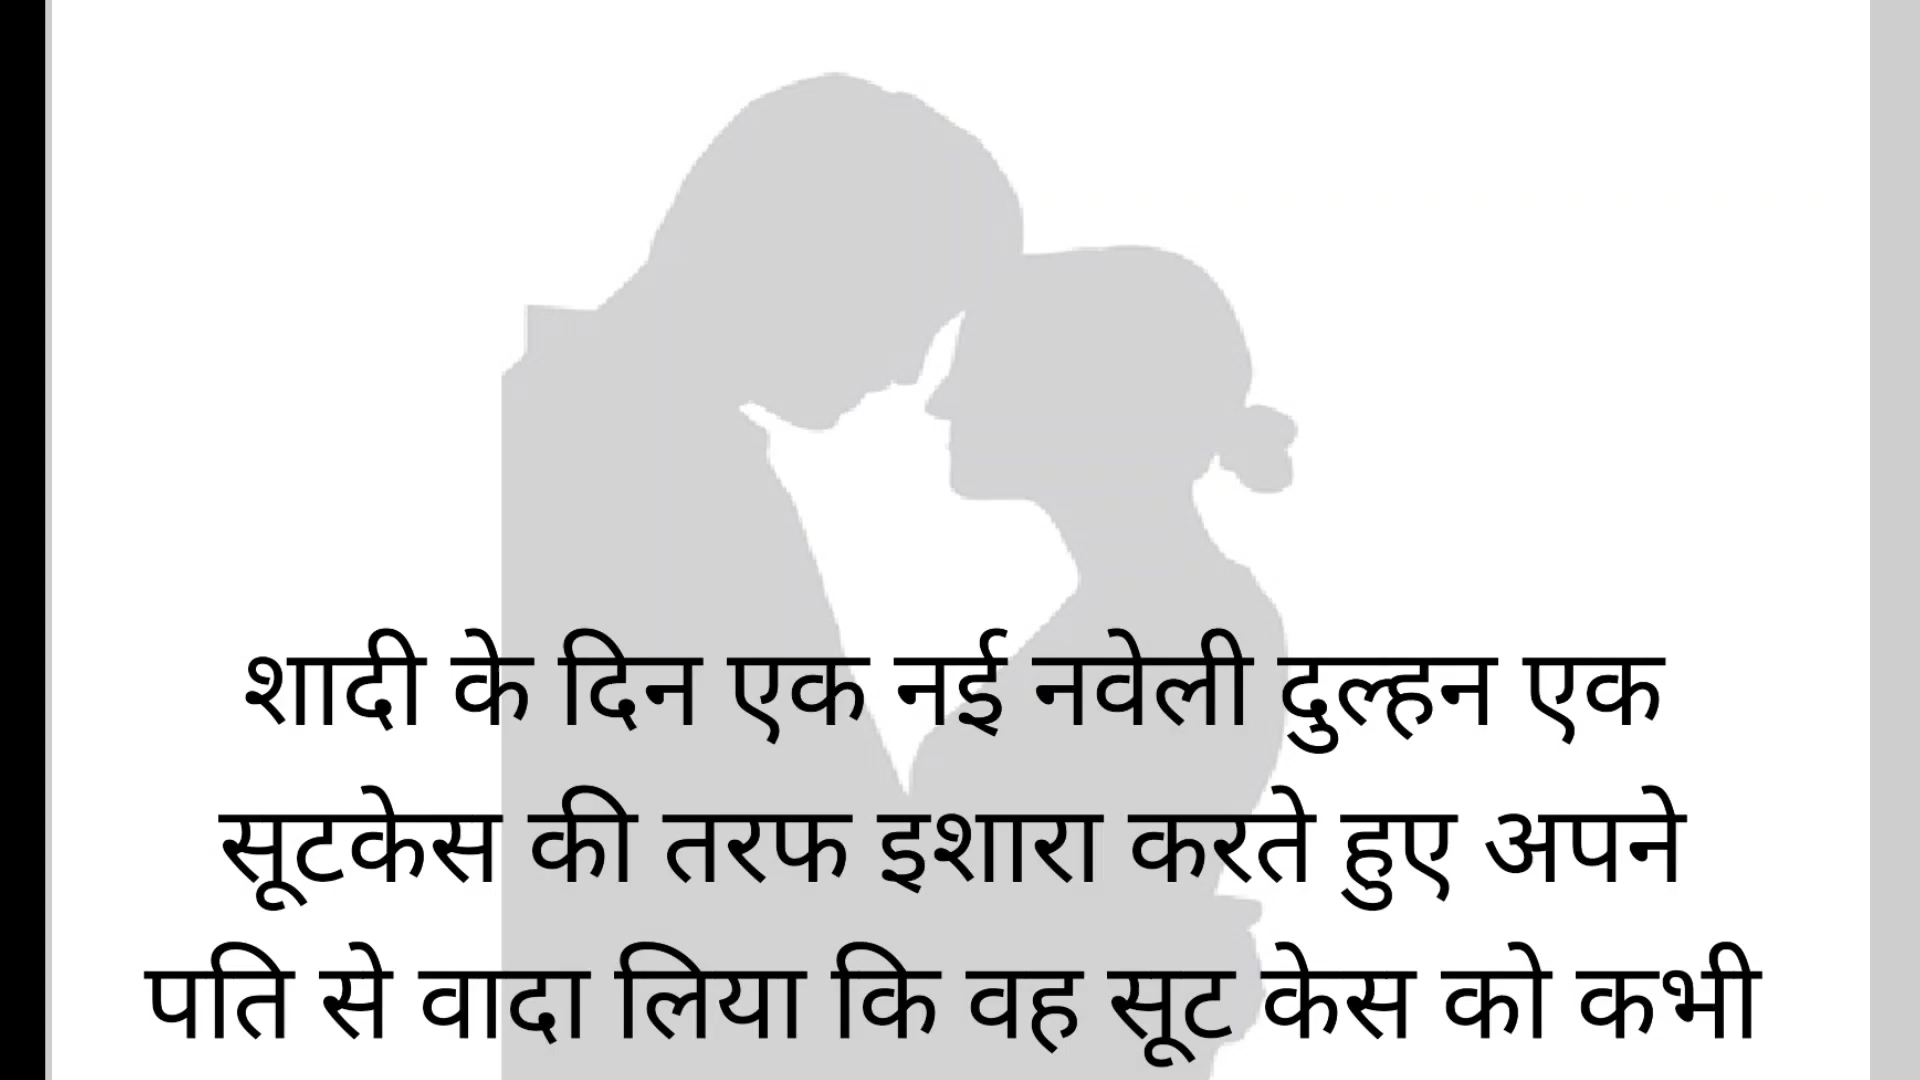 शादी के दिन एक नई नवेली दुल्हन एक
सूटकेस की तरफ इशारा करते हुए अपने
पति से वादा लिया कि वह सूट केस को कभी